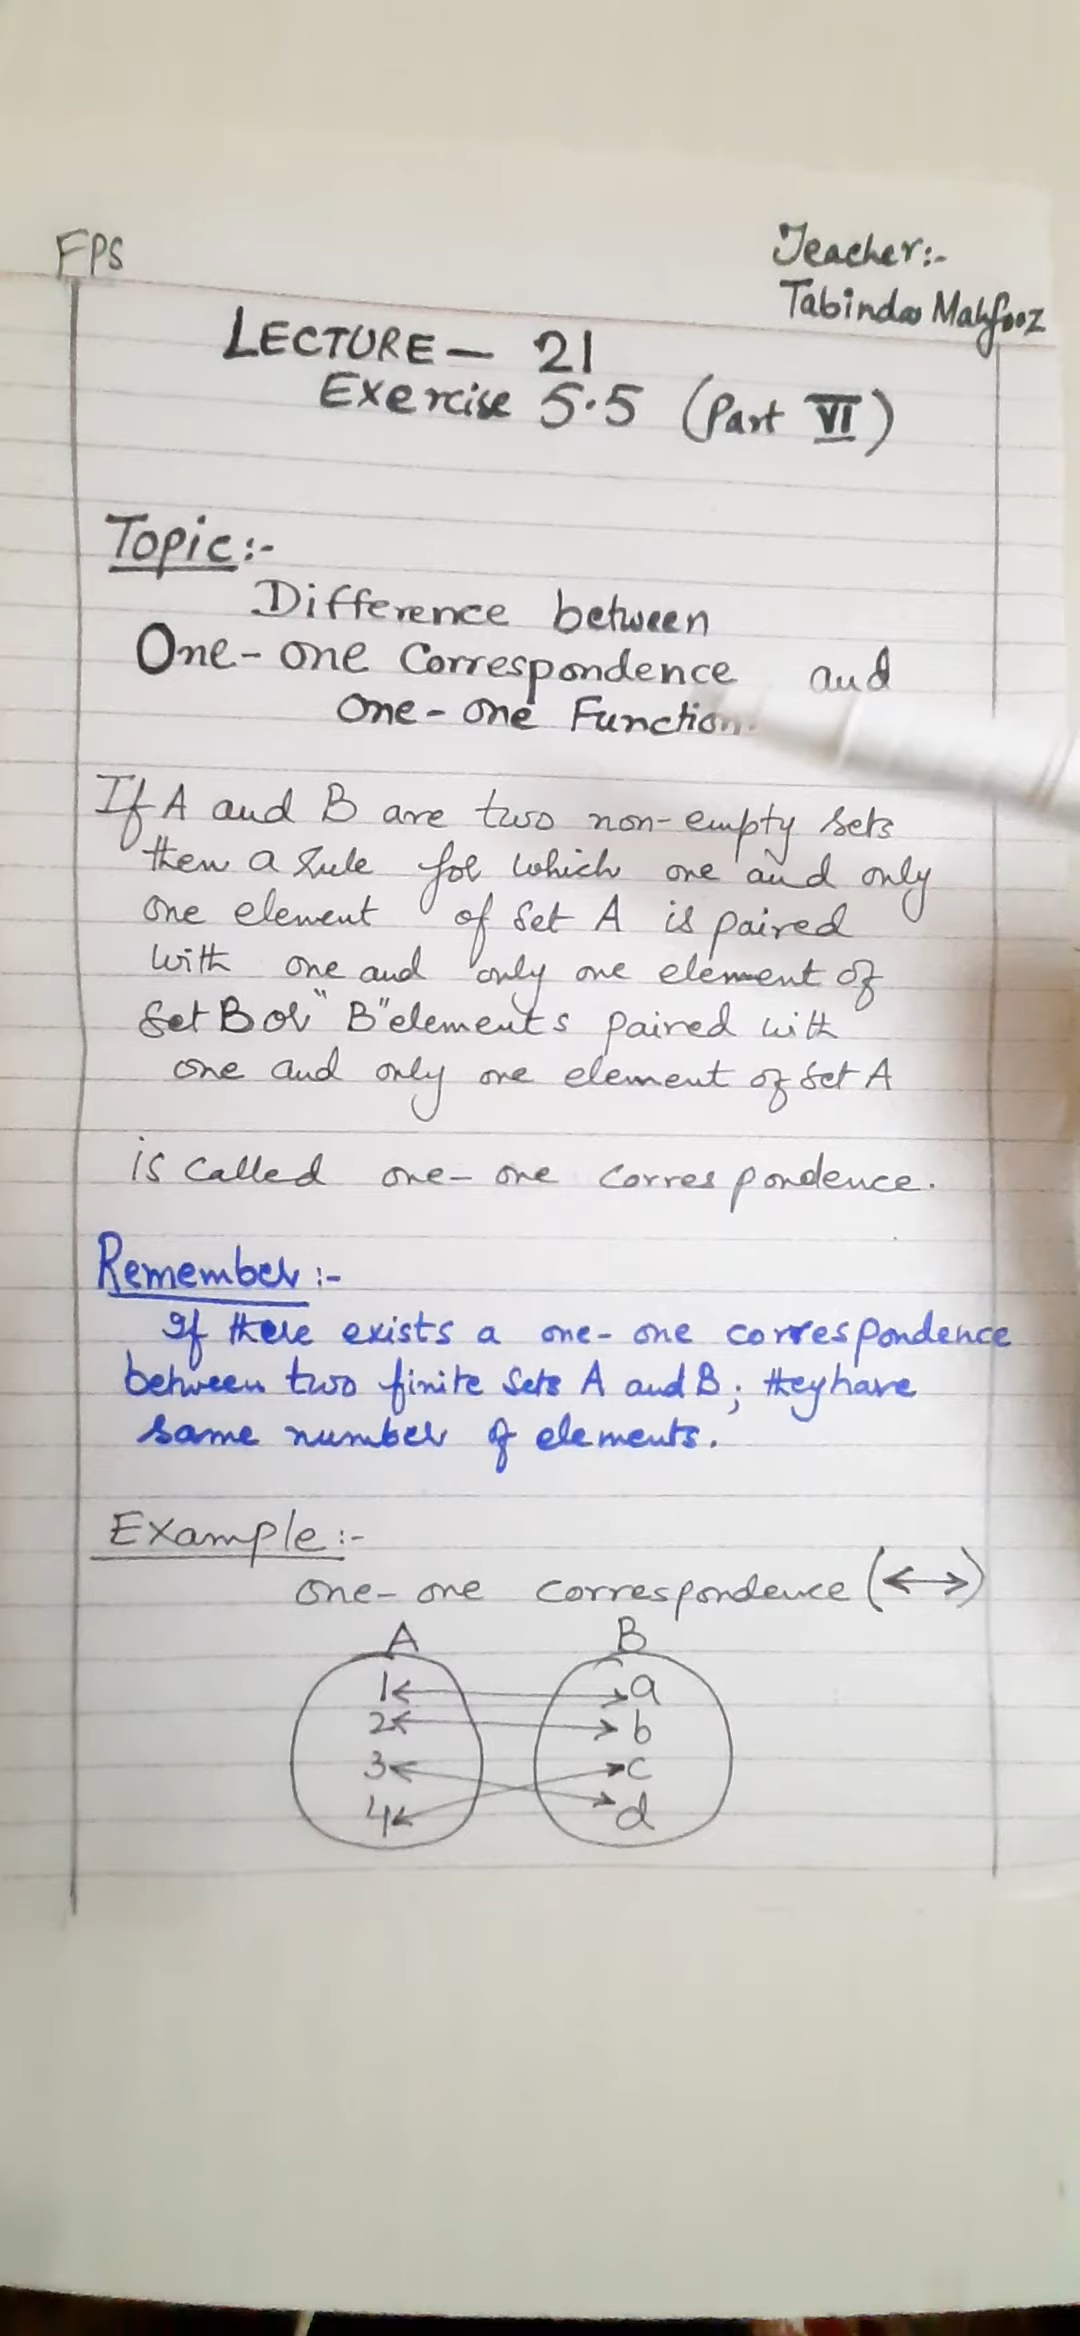 FPS
Teacher:-
Tabinda Mahfooz
LECTURE - 21
Exercise 5.5 (Part VI)
Topic:-
Difference between
One-one Correspondence and
one-one Function.
If A and B are two non-empty sets
then a rule for which one and only
one element of set A is paired
with one and only one element of
set B or "B" elements paired with
one and only one element of set A
is called one-one correspondence.
Remember:-
If there exists a one-one correspondence
between two finite sets A and B; they have
same number of elements.
Example:-
one-one correspondence (↔)
A B
1 a
2 b
3 c
4 d